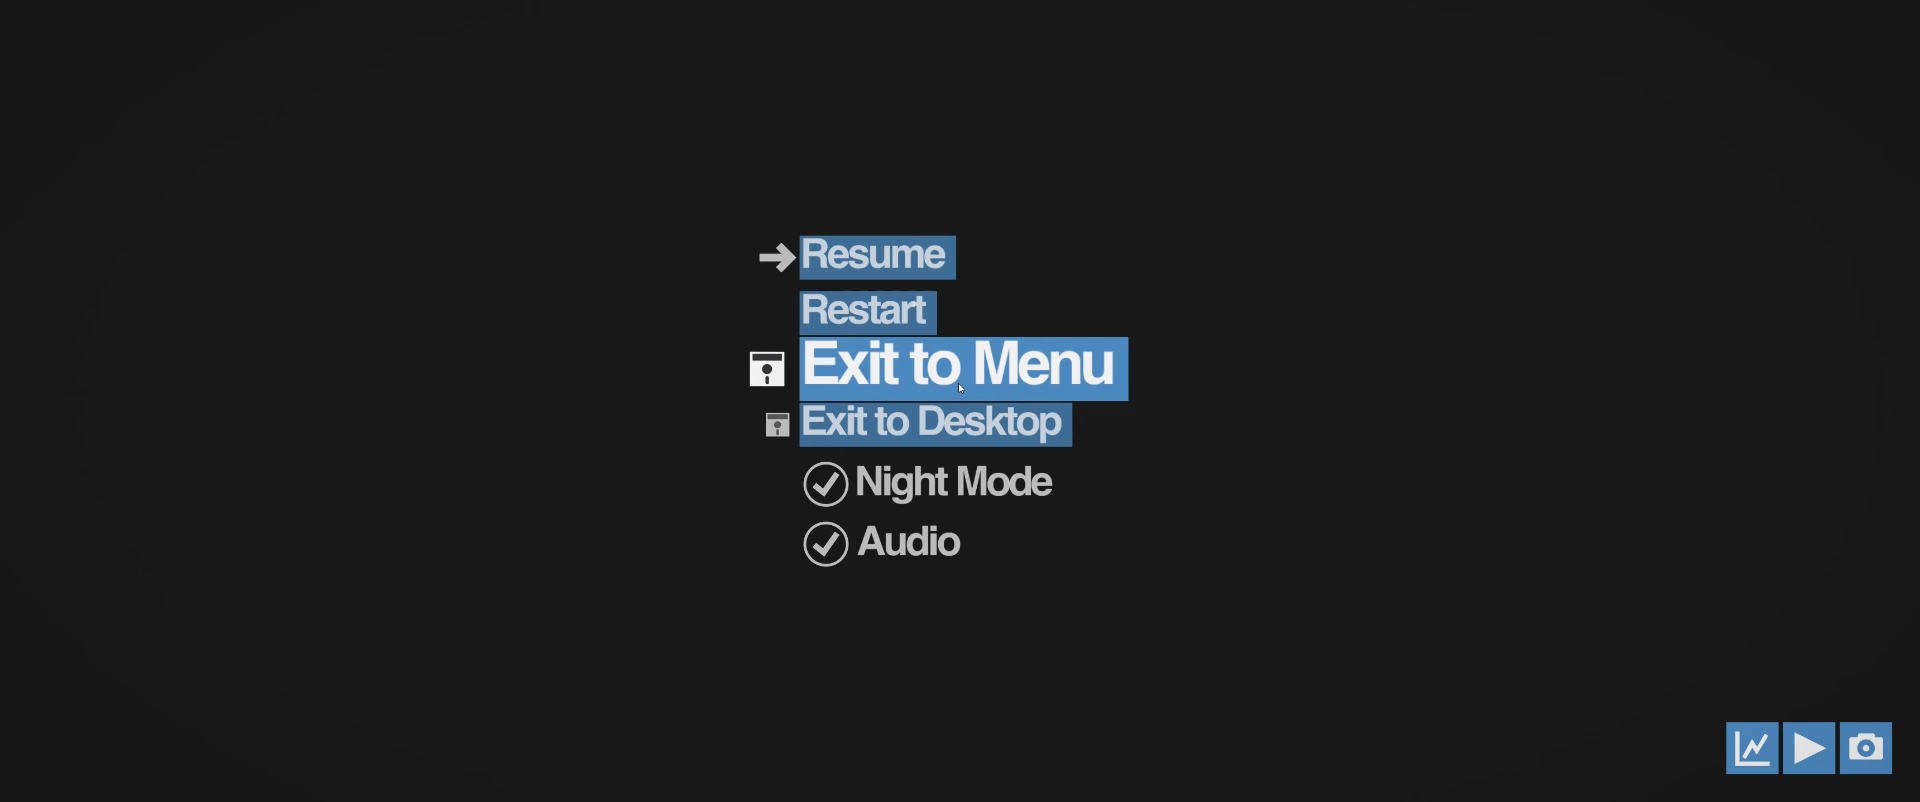 Resume
Restart
Exit to Menu
Exit to Desktop
Night Mode
Audio